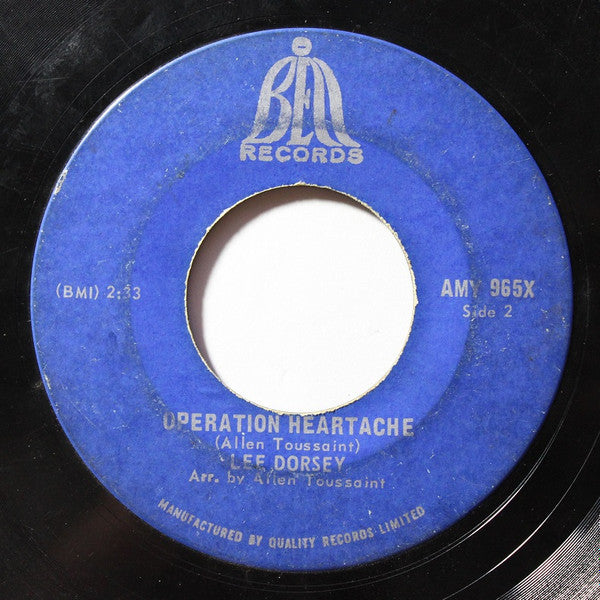 BELL
RECORDS
(BMI) 2:33
AMY 965X
Side 2
OPERATION HEARTACHE
(Allen Toussaint)
LEE DORSEY
Arr. by Allen Toussaint
MANUFACTURED BY QUALITY RECORDS LIMITED